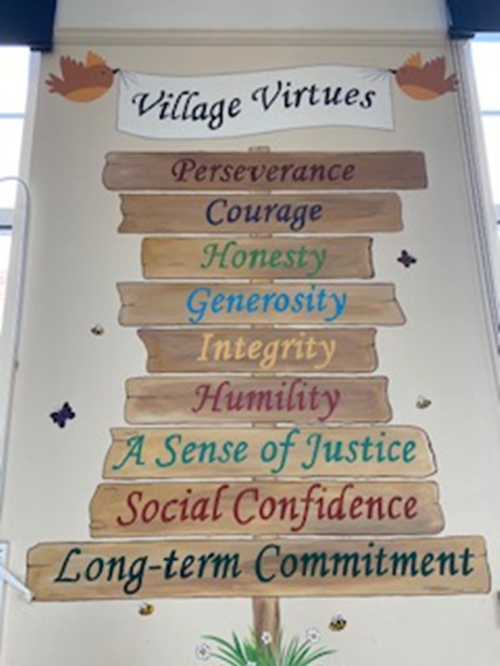 Village Virtues
Perseverance
Courage
Honesty
Generosity
Integrity
Humility
A Sense of Justice
Social Confidence
Long-term Commitment